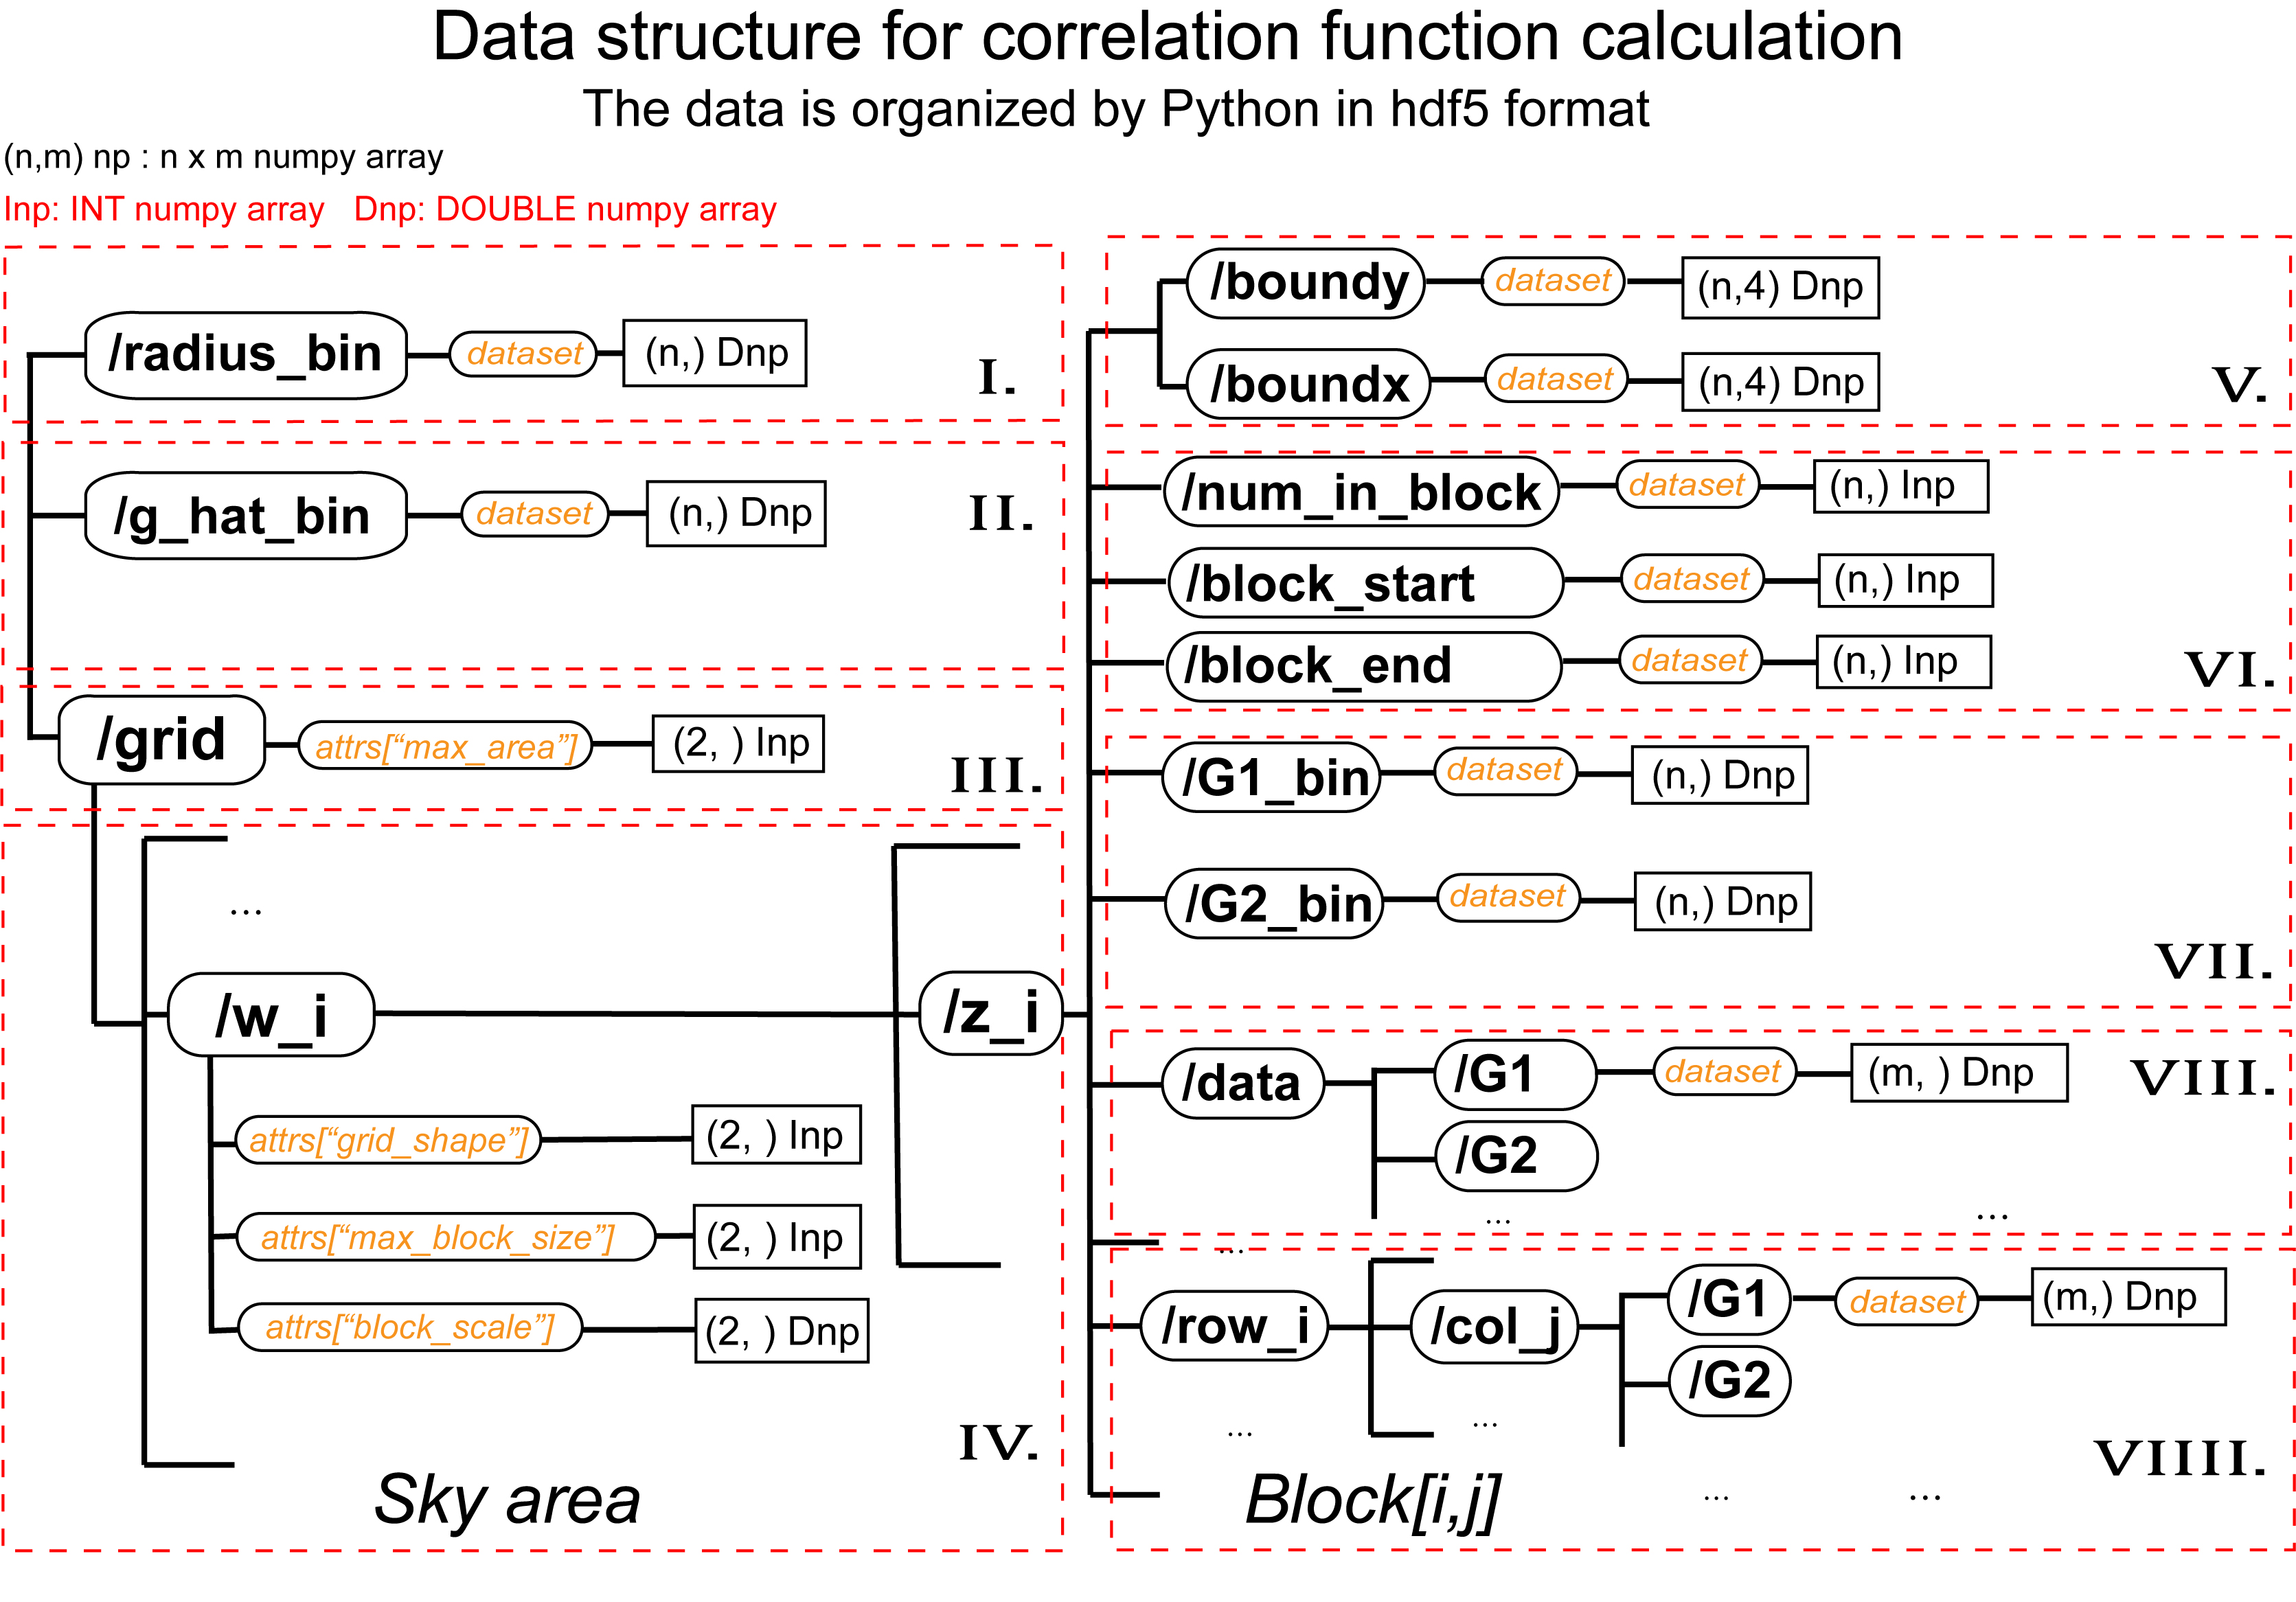 Data structure for correlation function calculation
The data is organized by Python in hdf5 format
(n,m) np : n x m numpy array
Inp: INT numpy array Dnp: DOUBLE numpy array
/radius_bin dataset (n,) Dnp
I.
/g_hat_bin dataset (n,) Dnp
II.
/grid attrs[“max_area”] (2, ) Inp
III.
...
/w_i
/z_i
attrs[“grid_shape”] (2, ) Inp
attrs[“max_block_size”] (2, ) Inp
attrs[“block_scale”] (2, ) Dnp
IV.
Sky area
/boundy dataset (n,4) Dnp
/boundx dataset (n,4) Dnp
V.
/num_in_block dataset (n,) Inp
/block_start dataset (n,) Inp
/block_end dataset (n,) Inp
VI.
/G1_bin dataset (n,) Dnp
/G2_bin dataset (n,) Dnp
VII.
/data /G1 dataset (m, ) Dnp
VIII.
/G2
... ...
...
/row_i /col_j /G1 dataset (m,) Dnp
/G2
... ...
VIIII.
... ...
Block[i,j]